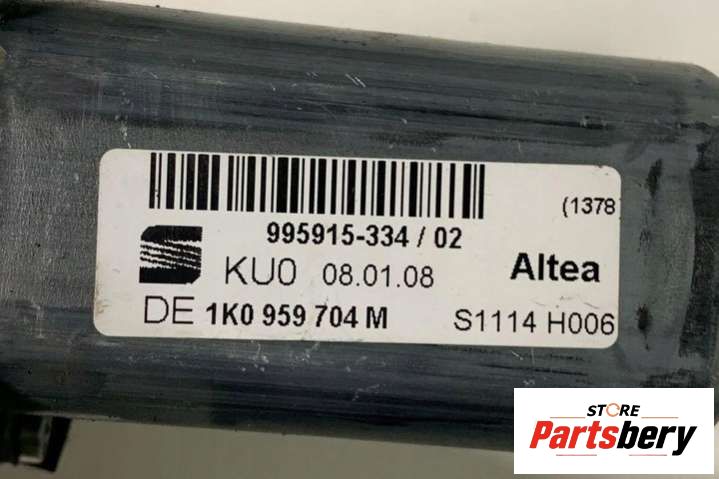 (1378
995915-334 / 02
KU0 08.01.08 Altea
DE 1K0 959 704 M S1114 H006
STORE
Partsbery